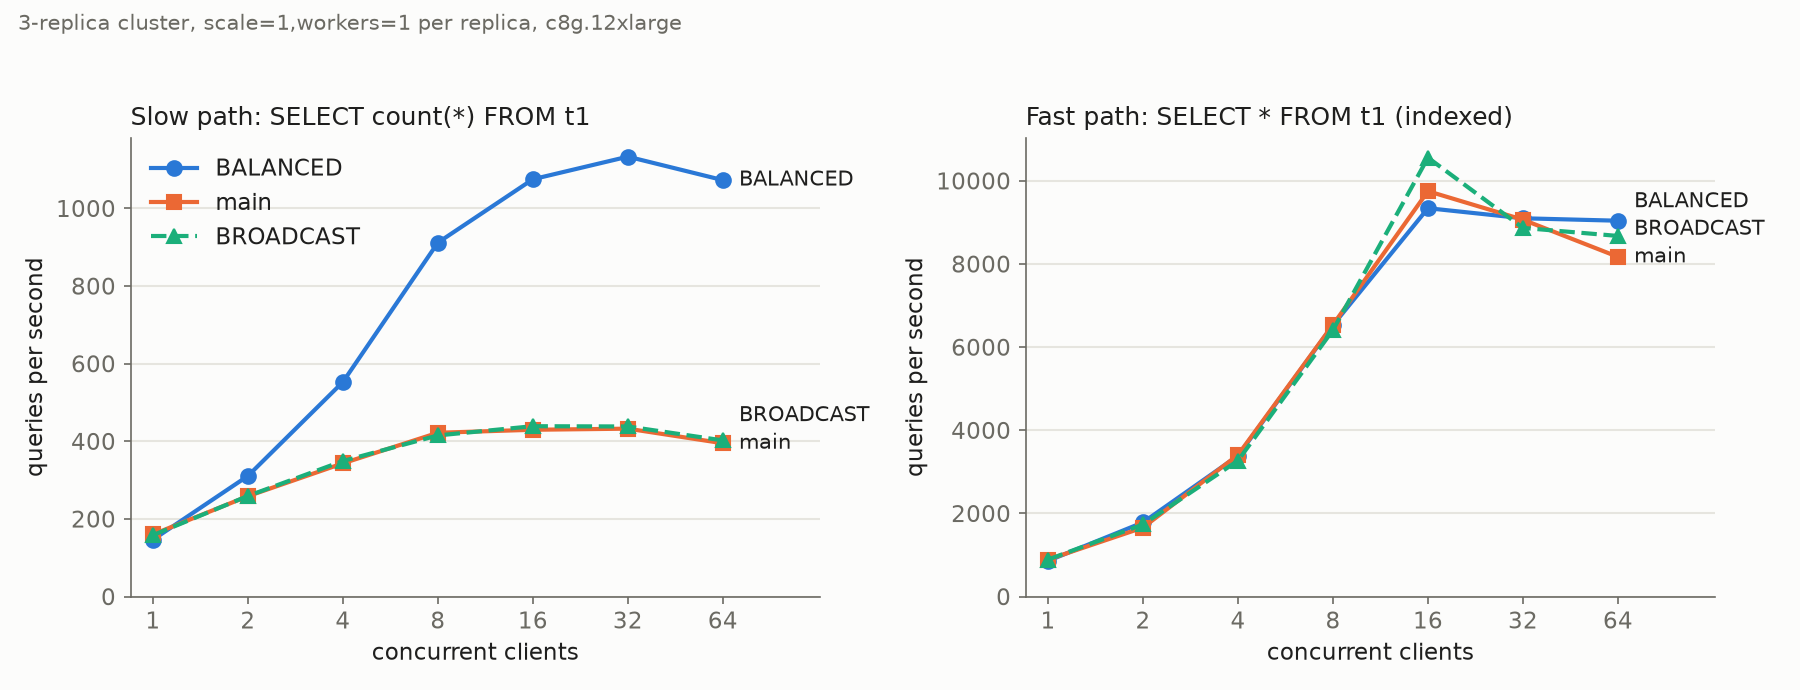 3-replica cluster, scale=1,workers=1 per replica, c8g.12xlarge
Slow path: SELECT count(*) FROM t1
BALANCED
main
BROADCAST
1000
800
600
400
200
0
queries per second
BALANCED
BROADCAST
main
1 2 4 8 16 32 64
concurrent clients
Fast path: SELECT * FROM t1 (indexed)
10000
8000
6000
4000
2000
0
queries per second
BALANCED
BROADCAST
main
1 2 4 8 16 32 64
concurrent clients